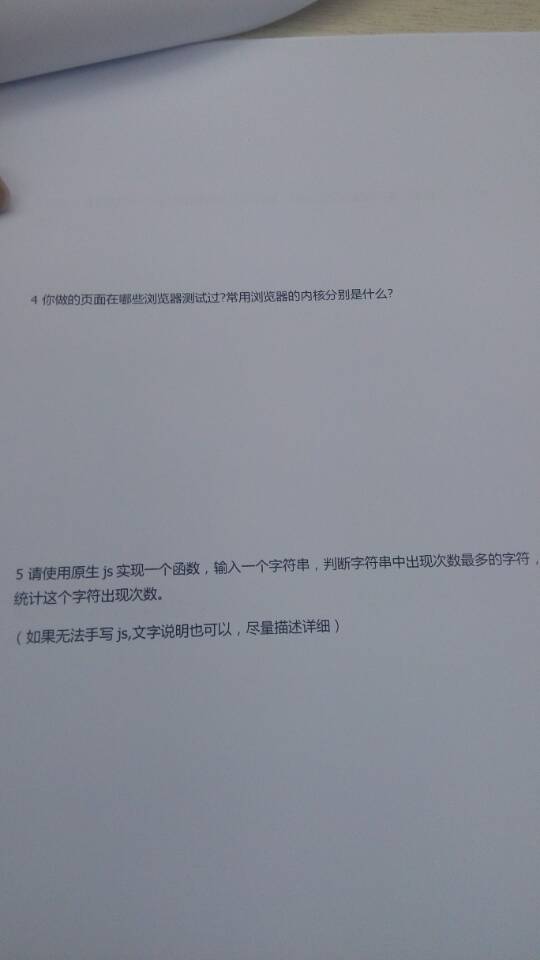 4 你做的页面在哪些浏览器测试过?常用浏览器的内核分别是什么?
5 请使用原生 js 实现一个函数，输入一个字符串，判断字符串中出现次数最多的字符，
统计这个字符出现次数。
（如果无法手写 js,文字说明也可以，尽量描述详细）